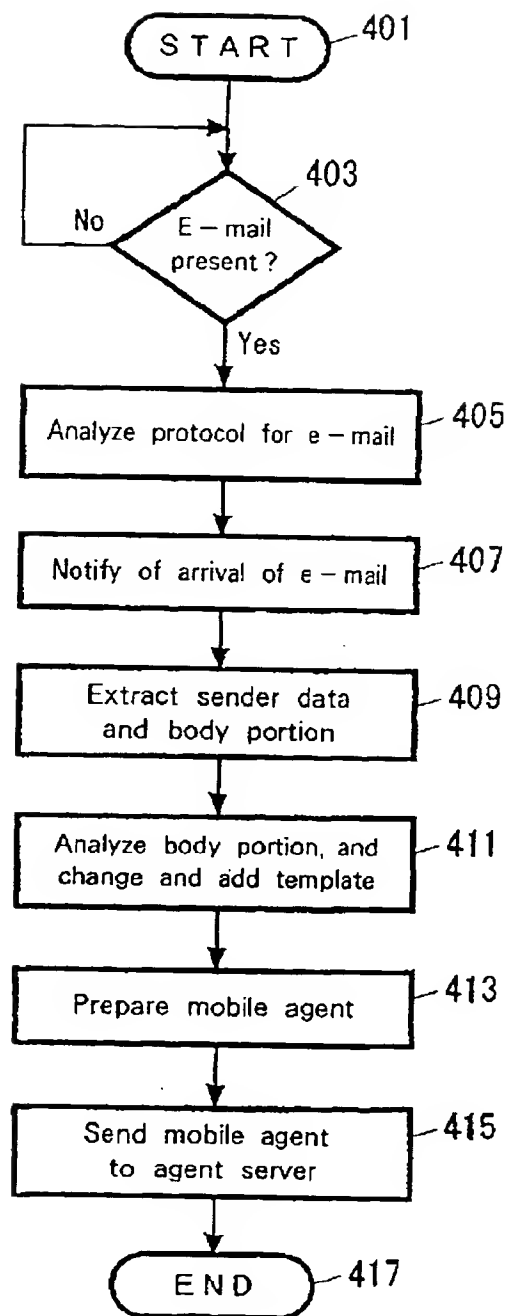 START
401
403
No
E-mail
present?
Yes
Analyze protocol for e-mail
405
Notify of arrival of e-mail
407
Extract sender data
and body portion
409
Analyze body portion, and
change and add template
411
Prepare mobile agent
413
Send mobile agent
to agent server
415
END
417